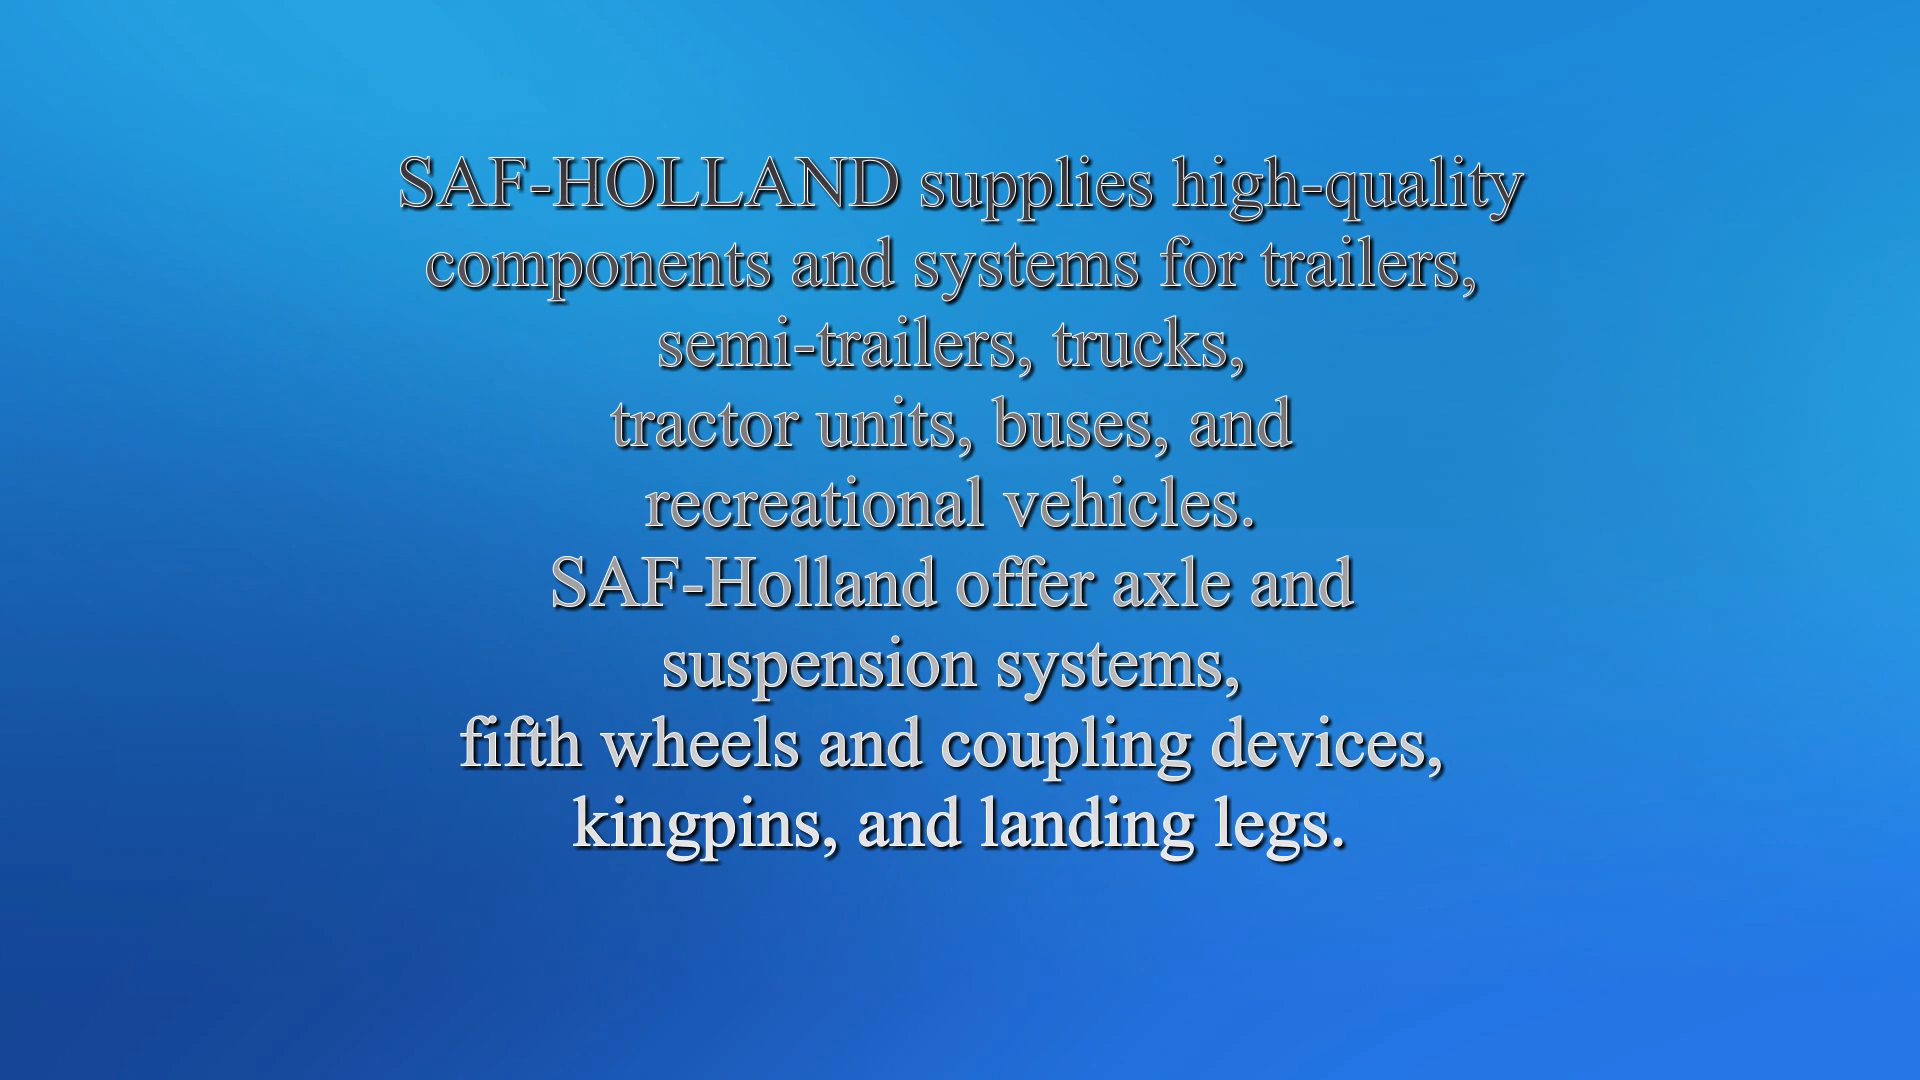 SAF-HOLLAND supplies high-quality
components and systems for trailers,
semi-trailers, trucks,
tractor units, buses, and
recreational vehicles.
SAF-Holland offer axle and
suspension systems,
fifth wheels and coupling devices,
kingpins, and landing legs.